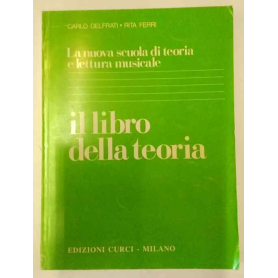 CARLO DELFRATI • RITA FERRI
La nuova scuola di teoria
e lettura musicale
il libro
della teoria
EDIZIONI CURCI - MILANO